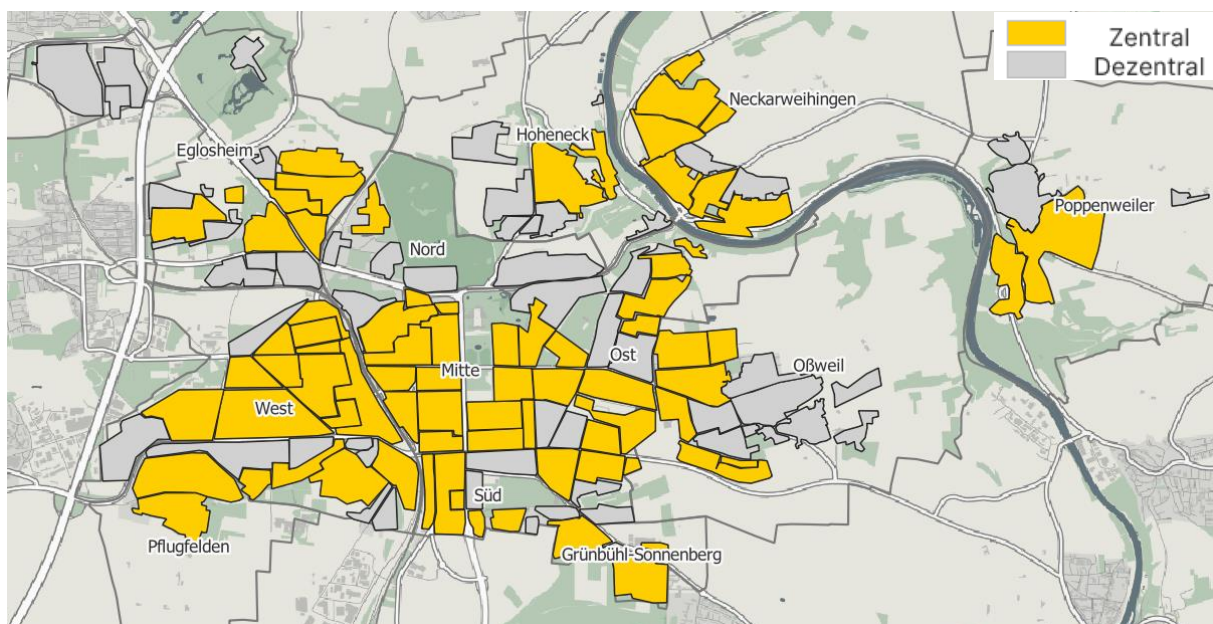 Zentral
Dezentral
Neckarweihingen
Hoheneck
Eglosheim
Poppenweiler
Nord
Ost
Oßweil
Mitte
West
Süd
Pflugfelden
Grünbühl-Sonnenberg